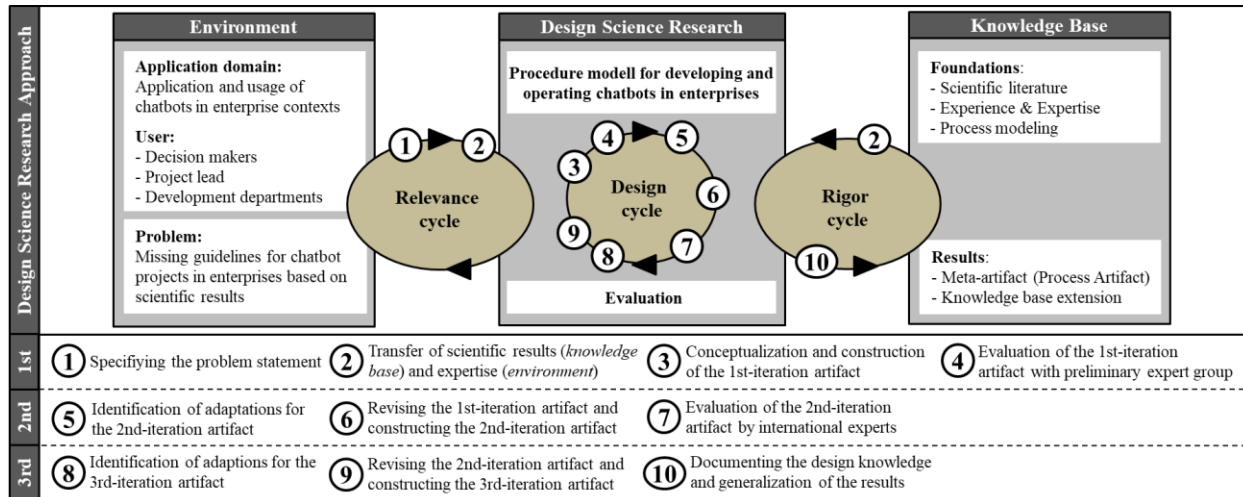 Design Science Research Approach
Environment
Application domain:
Application and usage of
chatbots in enterprise contexts
User:
- Decision makers
- Project lead
- Development departments
Problem:
Missing guidelines for chatbot
projects in enterprises based on
scientific results
1
2
Relevance
cycle
Design Science Research
Procedure modell for developing and
operating chatbots in enterprises
3
4
5
6
7
8
9
Design
cycle
Evaluation
2
Rigor
cycle
10
Knowledge Base
Foundations:
- Scientific literature
- Experience & Expertise
- Process modeling
Results:
- Meta-artifact (Process Artifact)
- Knowledge base extension
1st
1 Specifying the problem statement
2 Transfer of scientific results (knowledge
base) and expertise (environment)
3 Conceptualization and construction
of the 1st-iteration artifact
4 Evaluation of the 1st-iteration
artifact with preliminary expert group
2nd
5 Identification of adaptations for
the 2nd-iteration artifact
6 Revising the 1st-iteration artifact and
constructing the 2nd-iteration artifact
7 Evaluation of the 2nd-iteration
artifact by international experts
3rd
8 Identification of adaptions for the
3rd-iteration artifact
9 Revising the 2nd-iteration artifact and
constructing the 3rd-iteration artifact
10 Documenting the design knowledge
and generalization of the results